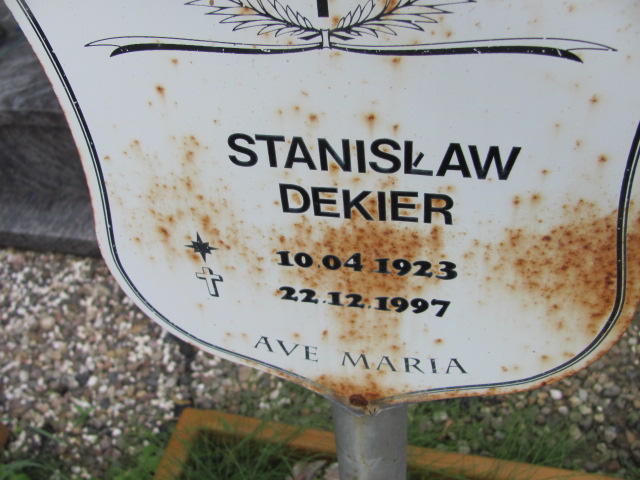 STANISŁAW
DEKIER
10.04.1923
22.12.1997
AVE MARIA